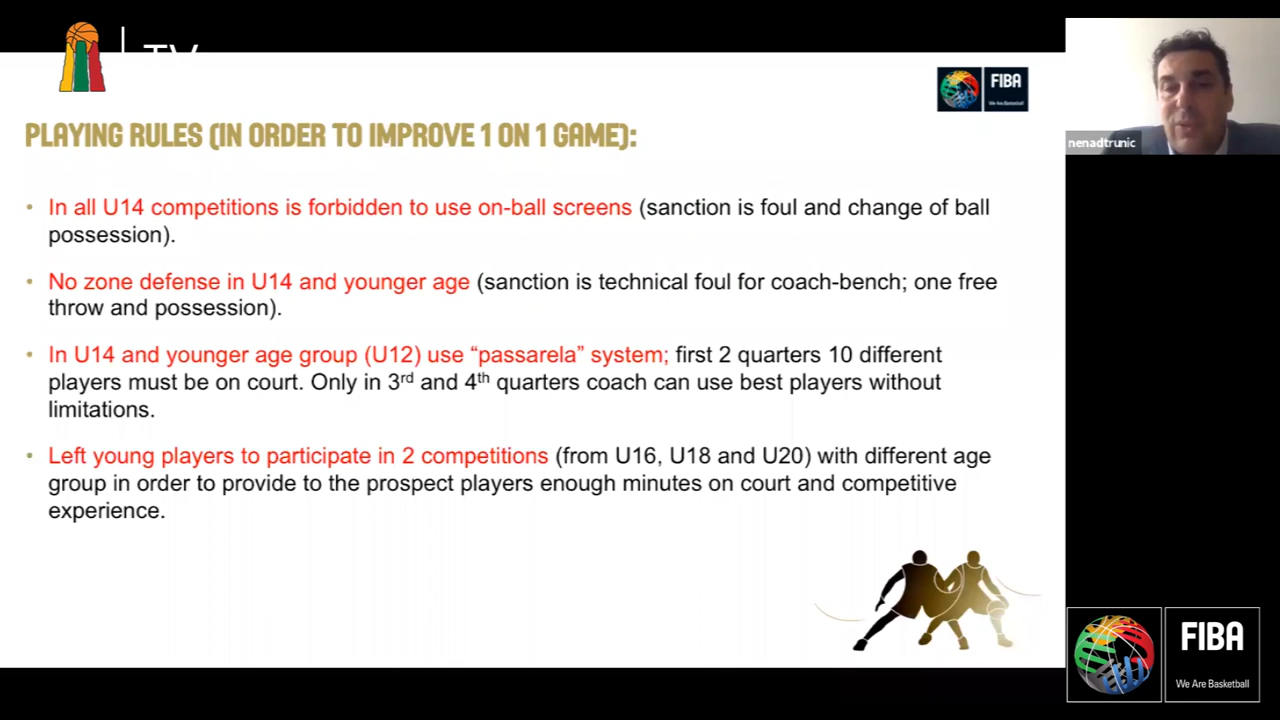 TV
FIBA
We Are Basketball
PLAYING RULES (IN ORDER TO IMPROVE 1 ON 1 GAME):
nenadtrunic
• In all U14 competitions is forbidden to use on-ball screens (sanction is foul and change of ball
possession).
• No zone defense in U14 and younger age (sanction is technical foul for coach-bench; one free
throw and possession).
• In U14 and younger age group (U12) use “passarela” system; first 2 quarters 10 different
players must be on court. Only in 3rd and 4th quarters coach can use best players without
limitations.
• Left young players to participate in 2 competitions (from U16, U18 and U20) with different age
group in order to provide to the prospect players enough minutes on court and competitive
experience.
FIBA
We Are Basketball